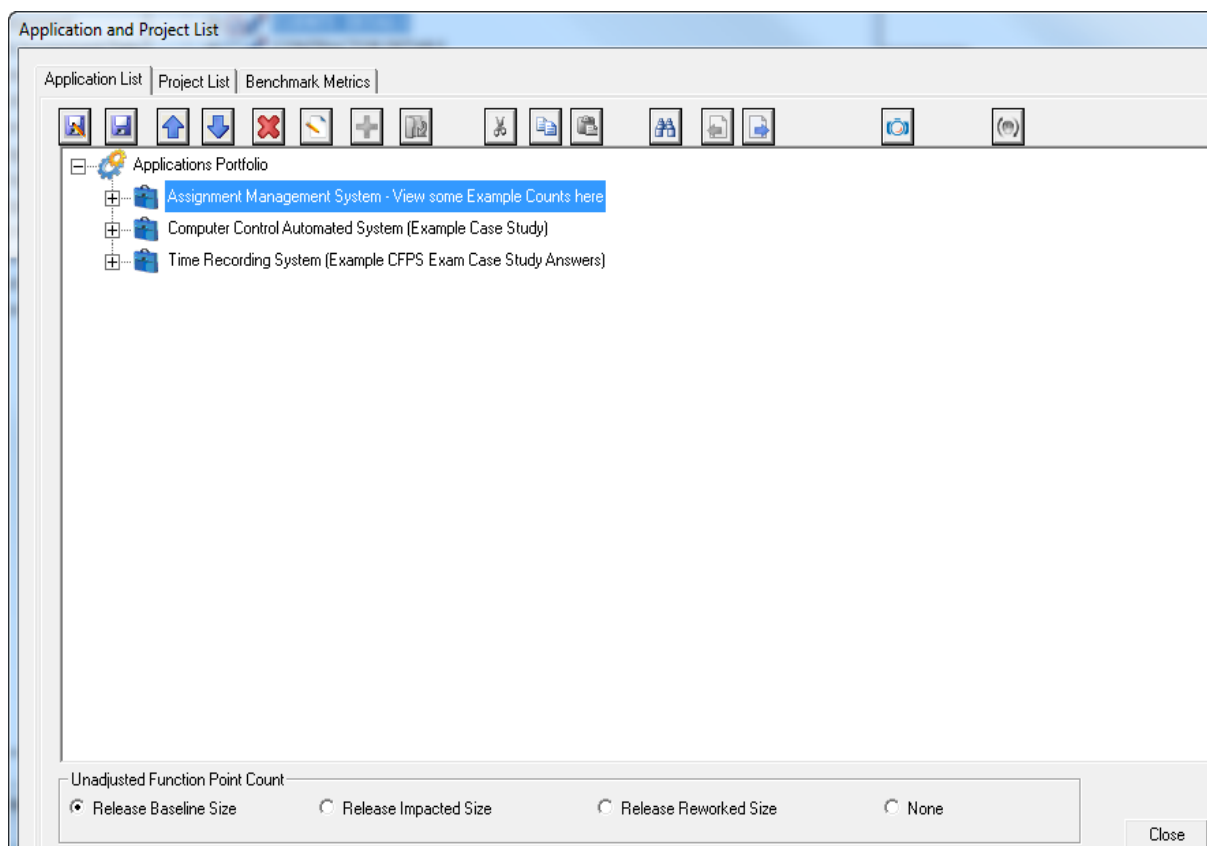 Application and Project List
Application List Project List Benchmark Metrics
Applications Portfolio
Assignment Management System - View some Example Counts here
Computer Control Automated System (Example Case Study)
Time Recording System (Example CFPS Exam Case Study Answers)
Unadjusted Function Point Count
Release Baseline Size Release Impacted Size Release Reworked Size None
Close